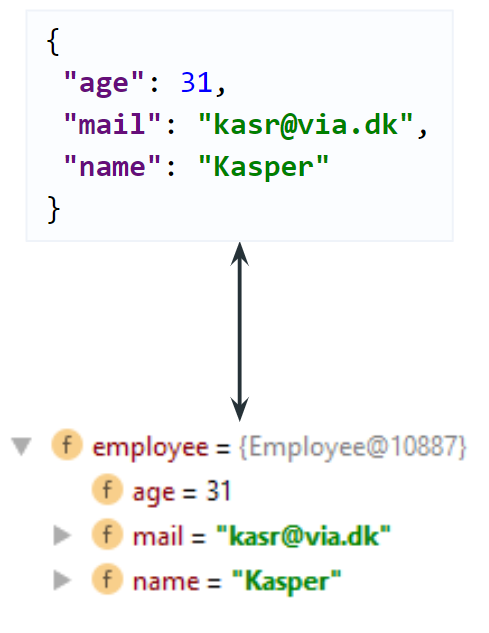 {
"age": 31,
"mail": "kasr@via.dk",
"name": "Kasper"
}
f employee = {Employee@10887}
f age = 31
f mail = "kasr@via.dk"
f name = "Kasper"